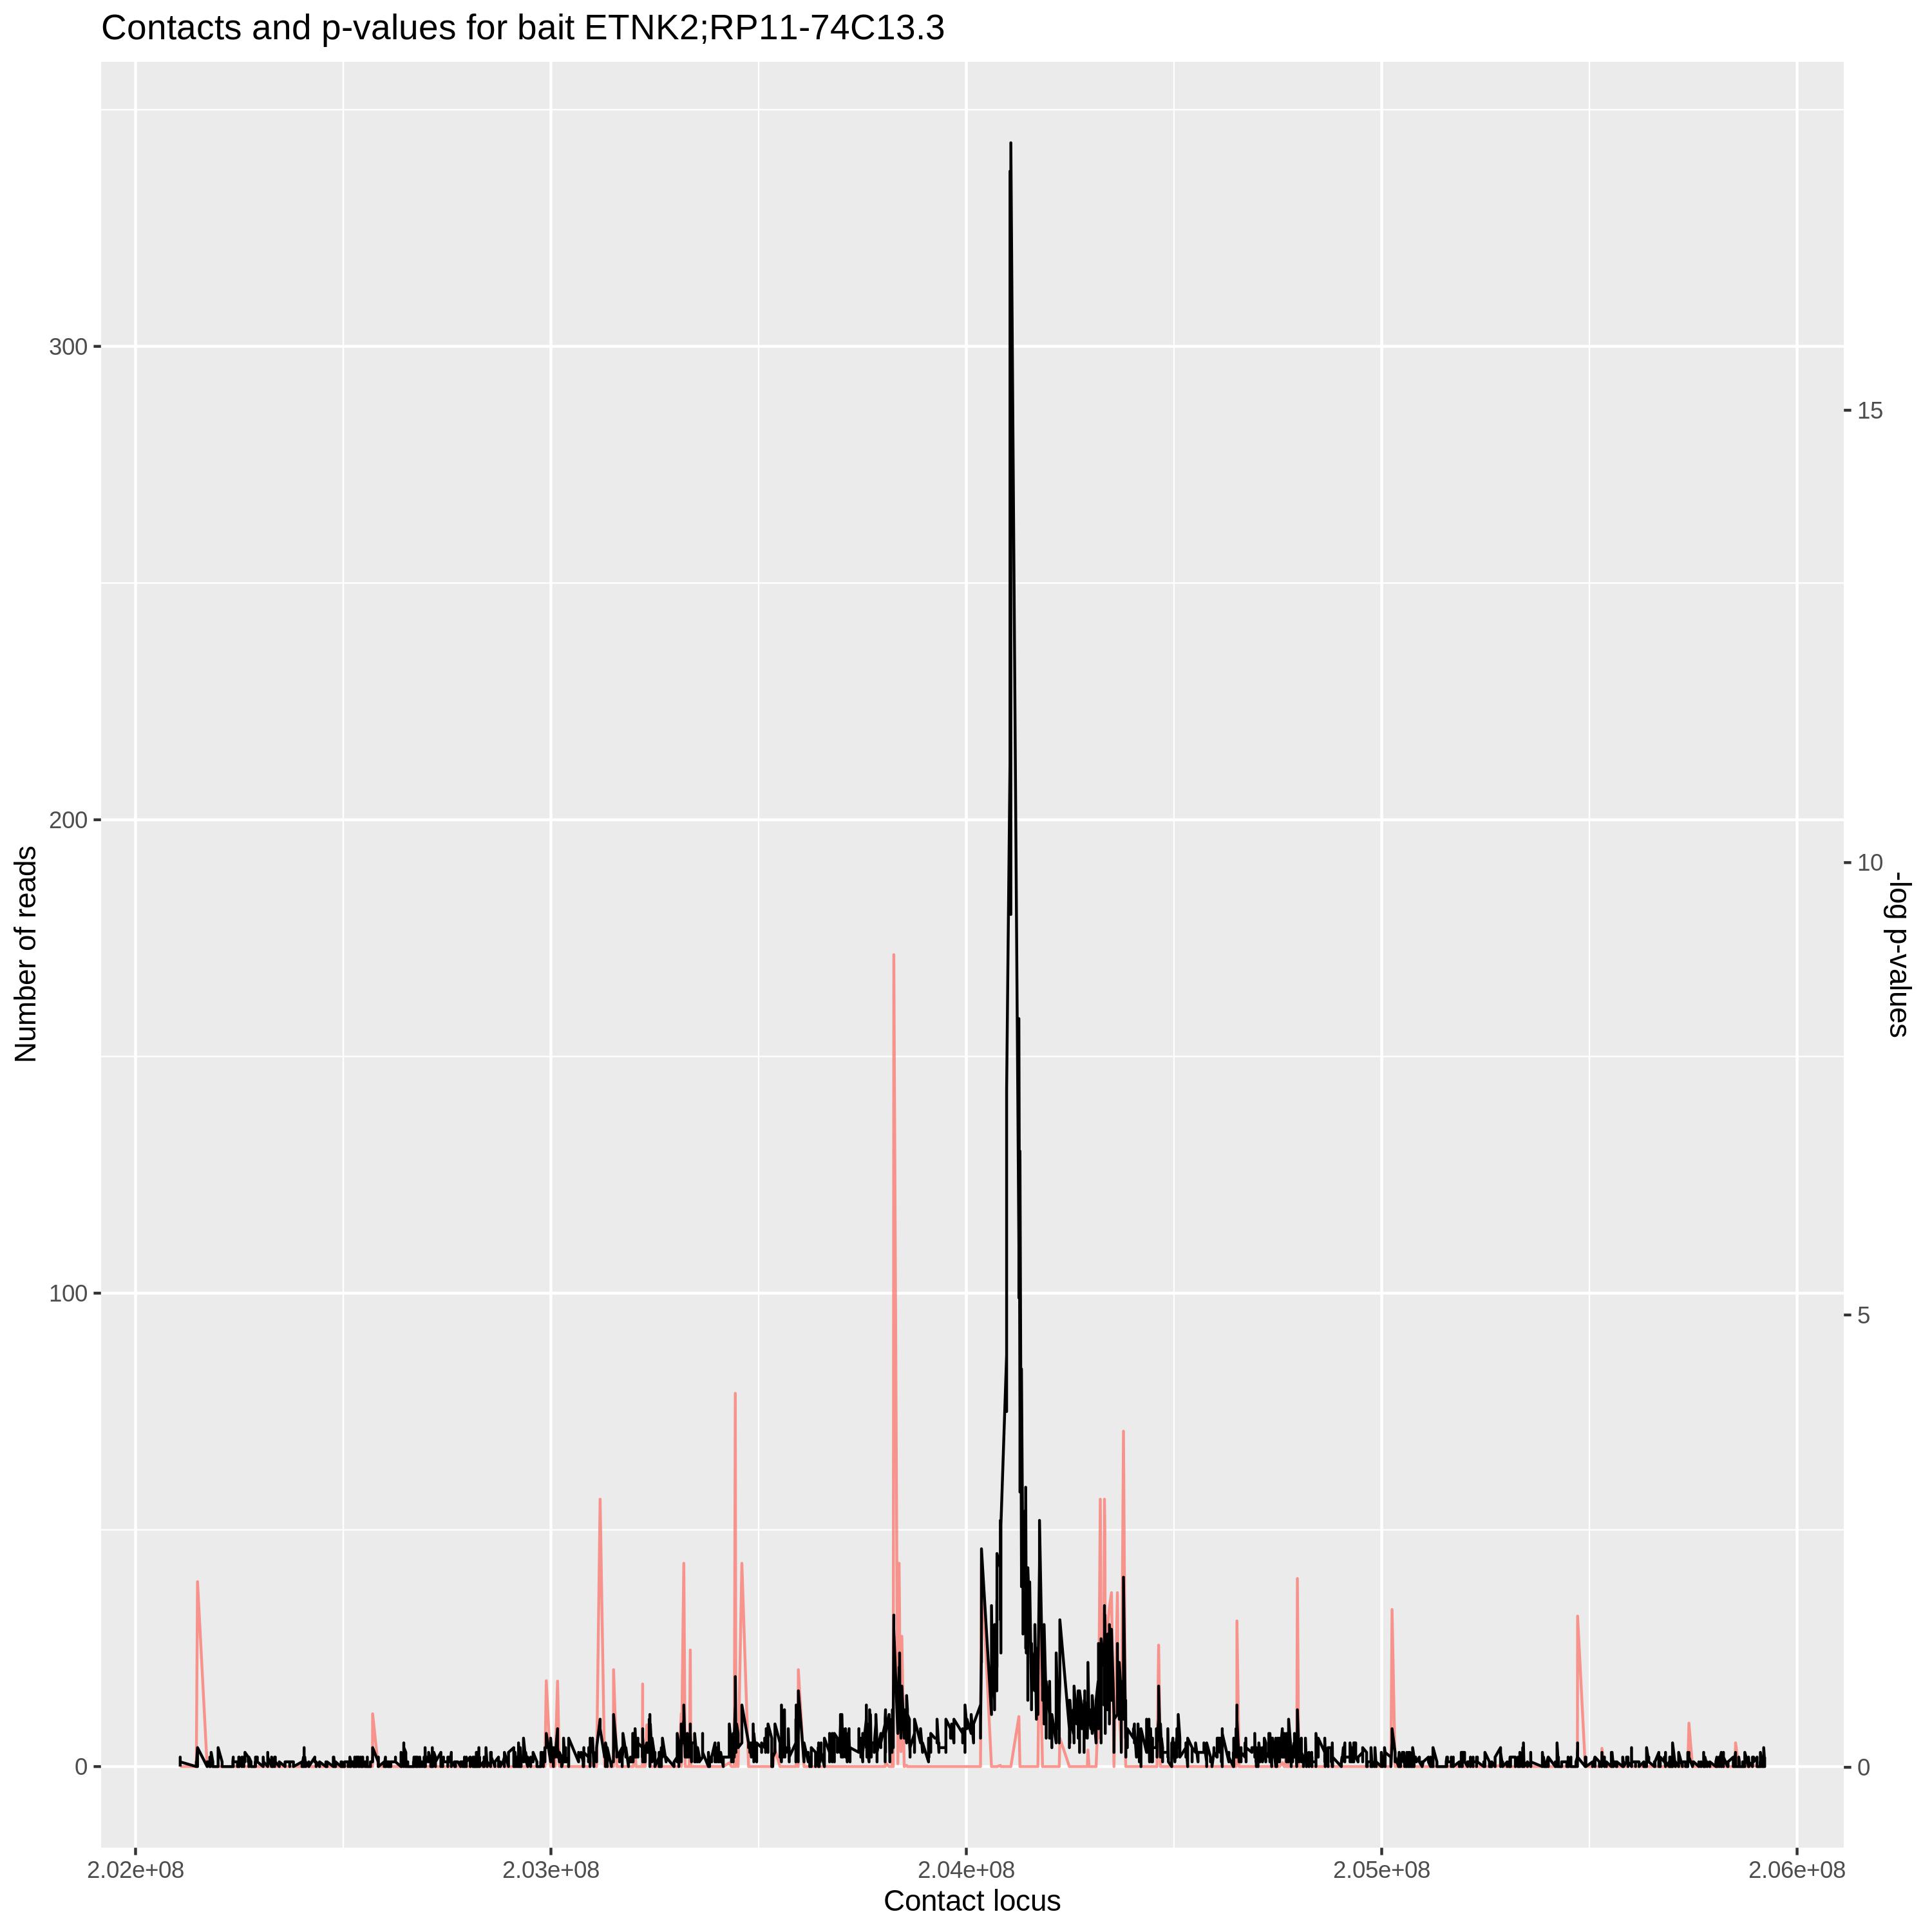 Contacts and p-values for bait ETNK2;RP11-74C13.3
Number of reads
300
200
100
0
15
10
5
0
-log p-values
2.02e+08 2.03e+08 2.04e+08 2.05e+08 2.06e+08
Contact locus